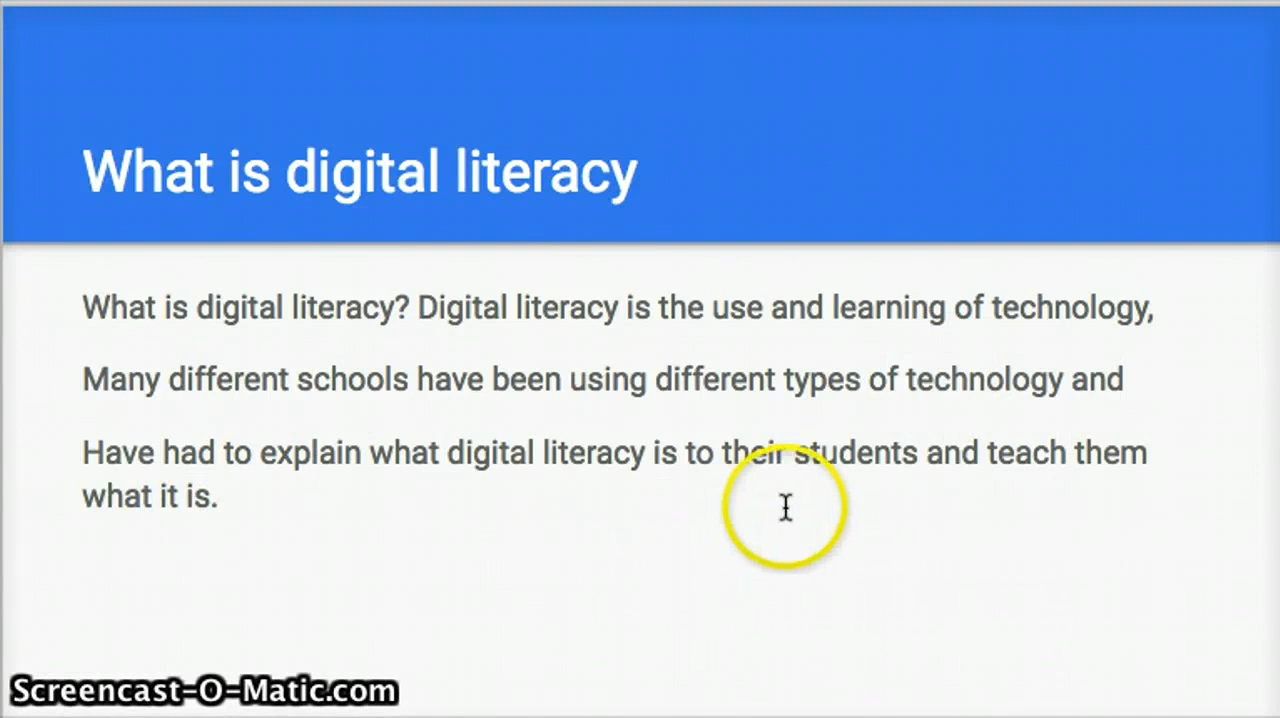 What is digital literacy
What is digital literacy? Digital literacy is the use and learning of technology,
Many different schools have been using different types of technology and
Have had to explain what digital literacy is to their students and teach them
what it is.
Screencast-O-Matic.com